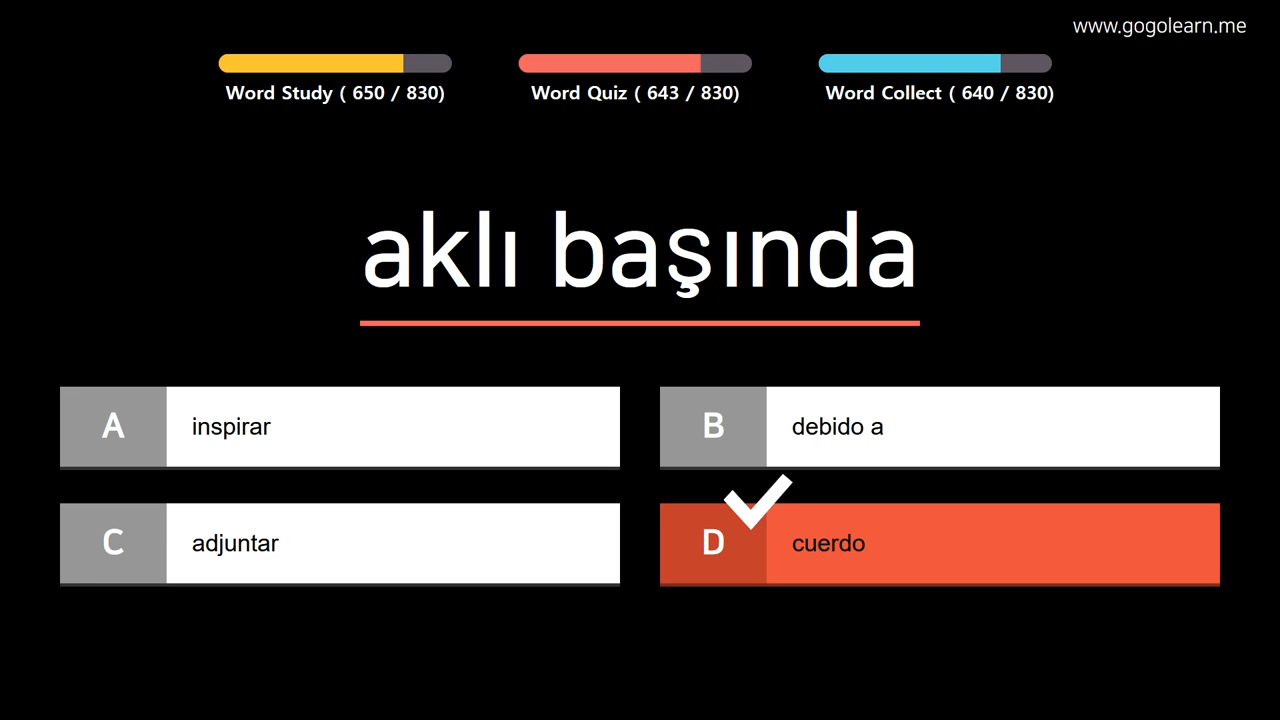 www.gogolearn.me
Word Study ( 650 / 830)
Word Quiz ( 643 / 830)
Word Collect ( 640 / 830)
aklı başında
A inspirar
B debido a
C adjuntar
D cuerdo